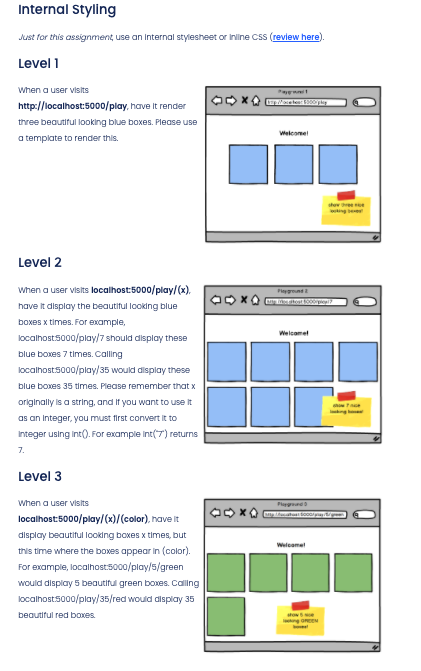 Internal Styling
Just for this assignment, use an internal stylesheet or inline CSS (review here).
Level 1
When a user visits
http://localhost:5000/play, have it render
three beautiful looking blue boxes. Please use
a template to render this.
Playground 1
http://localhost:5000/play
Welcome!
show three nice
looking boxes!
Level 2
When a user visits localhost:5000/play/(x),
have it display the beautiful looking blue
boxes x times. For example,
localhost:5000/play/7 should display these
blue boxes 7 times. Calling
localhost:5000/play/35 would display these
blue boxes 35 times. Please remember that x
originally is a string, and if you want to use it
as an integer, you must first convert it to
integer using int(). For example int("7") returns
7.
Playground 2
http://localhost:5000/play/7
Welcome!
show 7 nice
looking boxes!
Level 3
When a user visits
localhost:5000/play/(x)/(color), have it
display beautiful looking boxes x times, but
this time where the boxes appear in (color).
For example, localhost:5000/play/5/green
would display 5 beautiful green boxes. Calling
localhost:5000/play/35/red would display 35
beautiful red boxes.
Playground 3
http://localhost:5000/play/5/green
Welcome!
show 5 nice
looking GREEN
boxes!